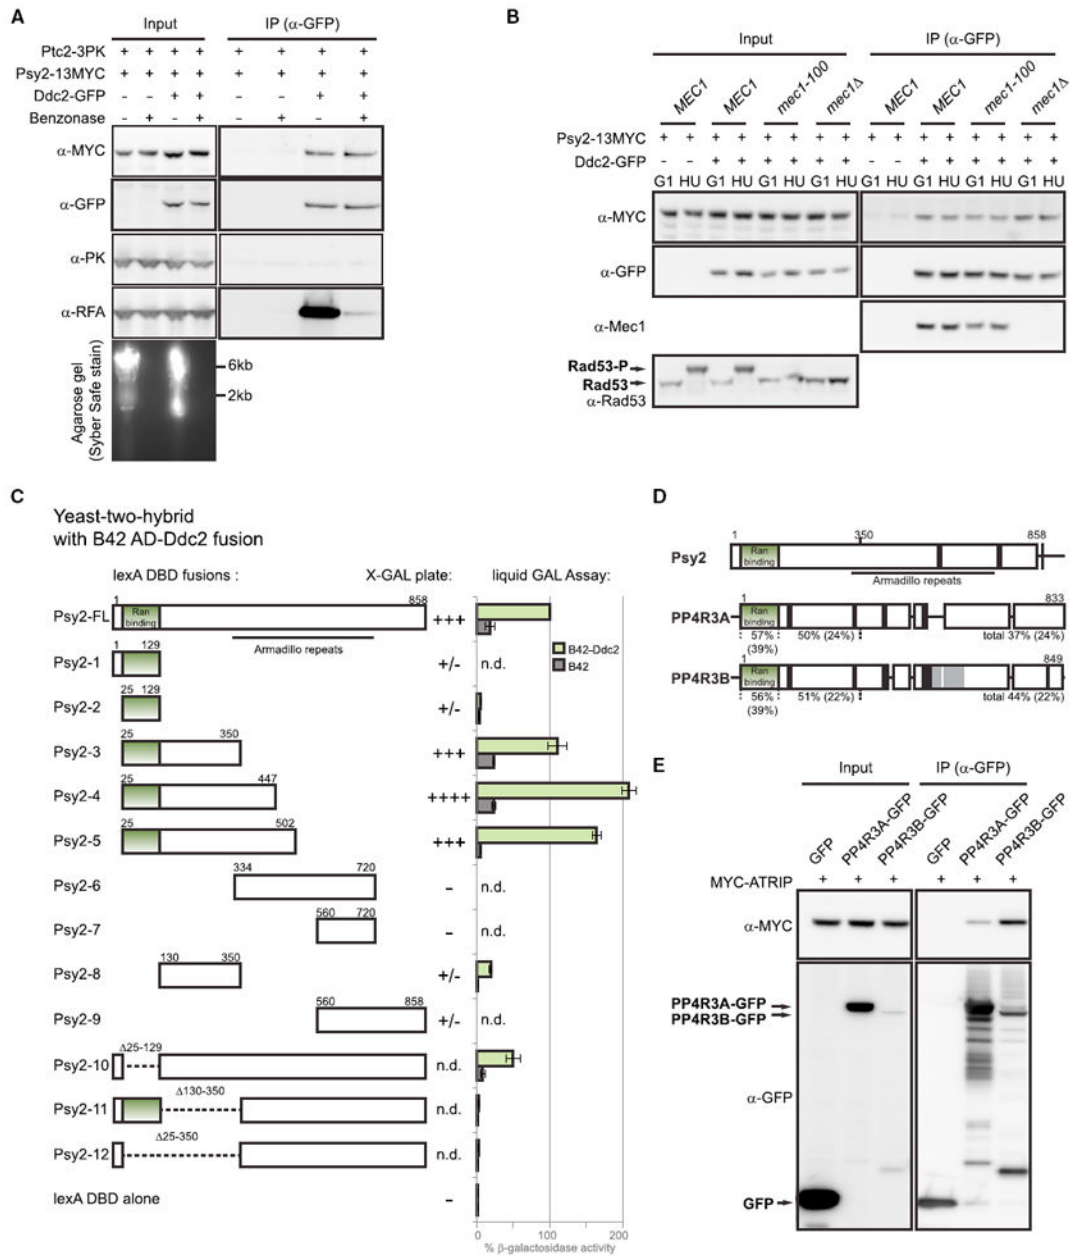 A
Input IP (α-GFP)
Ptc2-3PK + + + + + + + +
Psy2-13MYC + + + + + + + +
Ddc2-GFP - - + + - - + +
Benzonase - + - + - + - +
α-MYC
α-GFP
α-PK
α-RFA
Agarose gel
(Syber Safe stain)
6kb
2kb
B
Input IP (α-GFP)
MEC1 MEC1 mec1-100 mec1Δ MEC1 MEC1 mec1-100 mec1Δ
Psy2-13MYC + + + + + + + + + + + + + + + +
Ddc2-GFP - - + + + + + + - - + + + + + +
G1 HU G1 HU G1 HU G1 HU G1 HU G1 HU G1 HU G1 HU
α-MYC
α-GFP
α-Mec1
Rad53-P
Rad53
α-Rad53
C
Yeast-two-hybrid
with B42 AD-Ddc2 fusion
lexA DBD fusions : X-GAL plate: liquid GAL Assay:
1 858
Psy2-FL Ran binding +++
Armadillo repeats
B42-Ddc2
B42
1 129
Psy2-1 +/- n.d.
25 129
Psy2-2 +/-
25 350
Psy2-3 +++
25 447
Psy2-4 ++++
25 502
Psy2-5 +++
334 720
Psy2-6 - n.d.
560 720
Psy2-7 - n.d.
130 350
Psy2-8 +/-
560 858
Psy2-9 +/- n.d.
Δ25-129
Psy2-10 n.d.
Δ130-350
Psy2-11 n.d.
Δ25-350
Psy2-12 n.d.
lexA DBD alone -
0 100 200
% β-galactosidase activity
D
1 350 858
Psy2 Ran binding
Armadillo repeats
1 833
PP4R3A Ran binding
57% 50% (24%) total 37% (24%)
(39%)
1 849
PP4R3B Ran binding
56% 51% (22%) total 44% (22%)
(39%)
E
Input IP (α-GFP)
GFP PP4R3A-GFP PP4R3B-GFP GFP PP4R3A-GFP PP4R3B-GFP
MYC-ATRIP + + + + + +
α-MYC
PP4R3A-GFP
PP4R3B-GFP
α-GFP
GFP